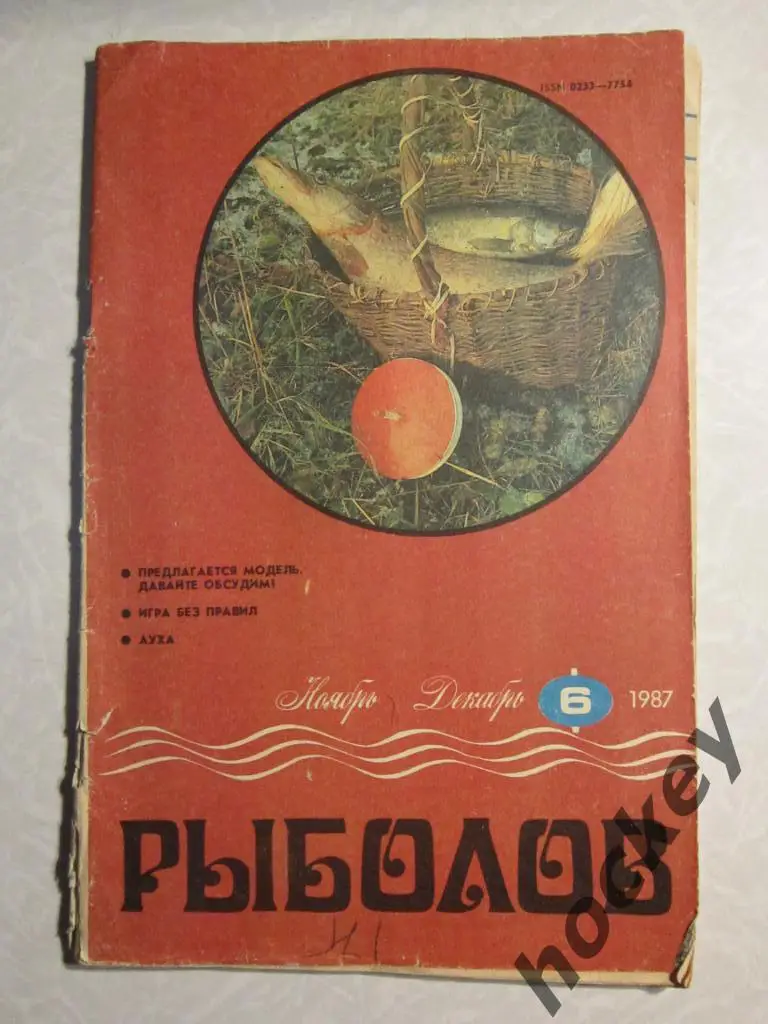 ISSN 0233—7754
● ПРЕДЛАГАЕТСЯ МОДЕЛЬ.
ДАВАЙТЕ ОБСУДИМ!
● ИГРА БЕЗ ПРАВИЛ
● АУХА
Ноябрь Декабрь 6 1987
РЫБОЛОВ
hockey